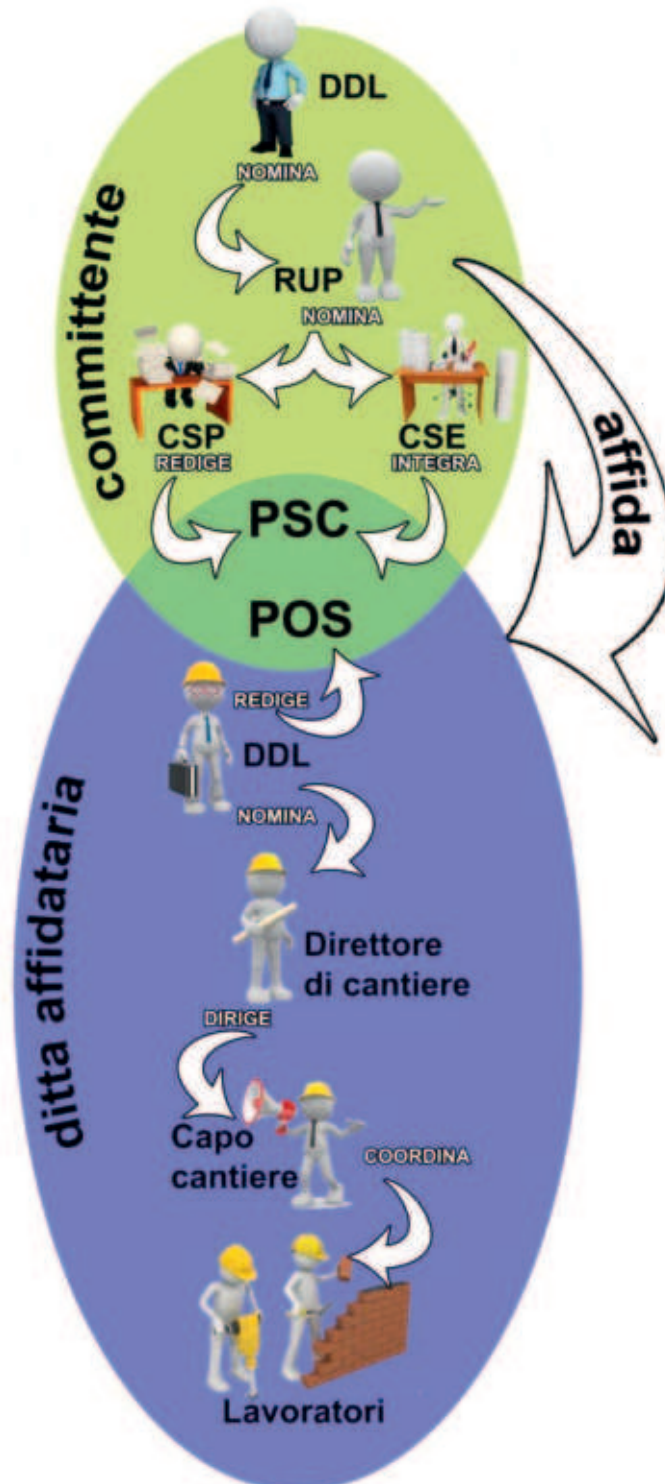 DDL
NOMINA
committente
RUP
NOMINA
CSP
REDIGE
CSE
INTEGRA
affida
PSC
POS
REDIGE
DDL
NOMINA
ditta affidataria
Direttore
di cantiere
DIRIGE
Capo
cantiere
COORDINA
Lavoratori